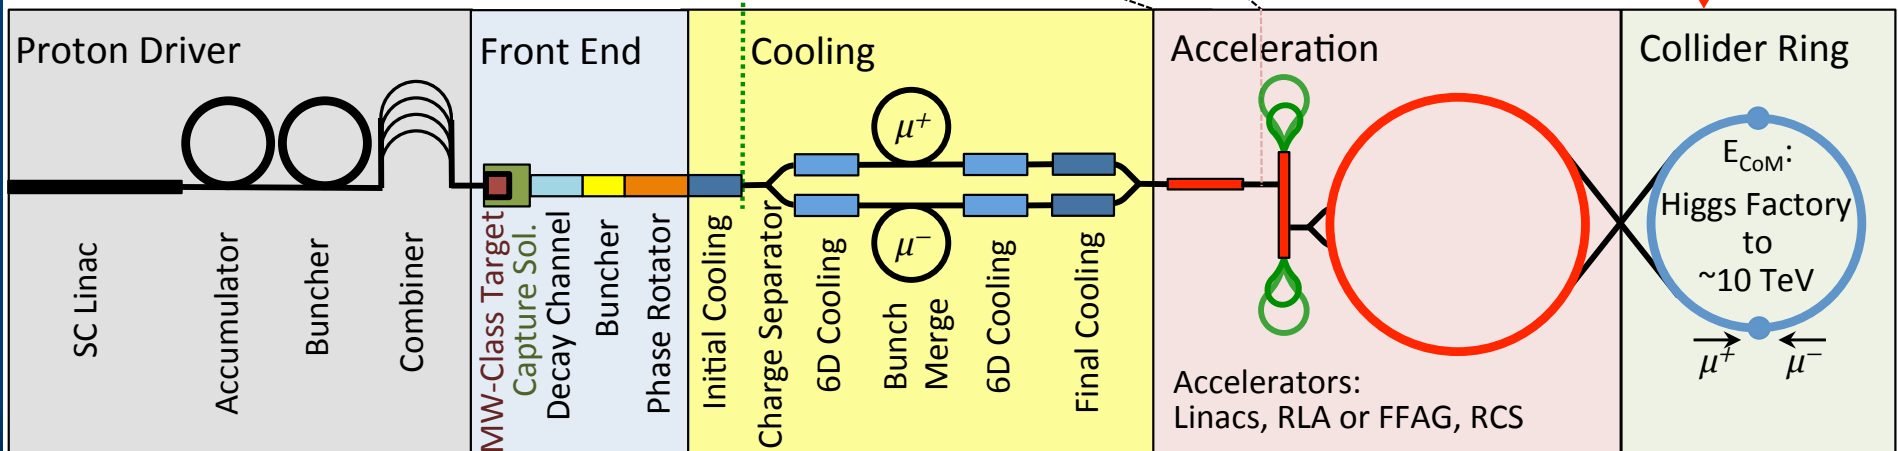 Proton Driver
SC Linac
Accumulator
Buncher
Combiner
Front End
MW-Class Target
Capture Sol.
Decay Channel
Buncher
Phase Rotator
Cooling
Initial Cooling
Charge Separator
6D Cooling
μ+
μ−
Bunch
Merge
6D Cooling
Final Cooling
Acceleration
Accelerators:
Linacs, RLA or FFAG, RCS
Collider Ring
ECoM:
Higgs Factory
to
~10 TeV
μ+ μ−